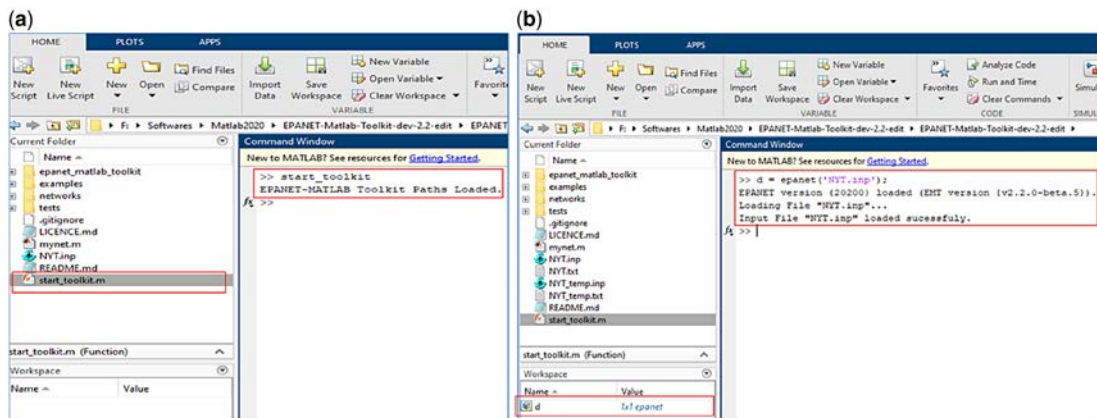 (a)
HOME PLOTS APPS
New Script
New Live Script
New
Open
Find Files
Compare
Import Data
Save Workspace
New Variable
Open Variable
Clear Workspace
Favorit
FILE VARIABLE
F: Softwares Matlab2020 EPANET-Matlab-Toolkit-dev-2.2-edit EPANET
Current Folder
Name
epanet_matlab_toolkit
examples
networks
tests
.gitignore
LICENCE.md
mynet.m
NYT.inp
README.md
start_toolkit.m
start_toolkit.m (Function)
Workspace
Name Value
Command Window
New to MATLAB? See resources for Getting Started.
>> start_toolkit
EPANET-MATLAB Toolkit Paths Loaded.
fx >>
(b)
HOME PLOTS APPS
New Script
New Live Script
New
Open
Find Files
Compare
Import Data
Save Workspace
New Variable
Open Variable
Clear Workspace
Favorites
Analyze Code
Run and Time
Clear Commands
Simu
FILE VARIABLE CODE SIMUL
F: Softwares Matlab2020 EPANET-Matlab-Toolkit-dev-2.2-edit EPANET-Matlab-Toolkit-dev-2.2-edit
Current Folder
Name
epanet_matlab_toolkit
examples
networks
tests
.gitignore
LICENCE.md
mynet.m
NYT.inp
NYT.txt
NYT_temp.inp
NYT_temp.txt
README.md
start_toolkit.m
start_toolkit.m (Function)
Workspace
Name Value
d 1x1 epanet
Command Window
New to MATLAB? See resources for Getting Started.
>> d = epanet('NYT.inp');
EPANET version (20200) loaded (EMT version (v2.2.0-beta.5)).
Loading File "NYT.inp"...
Input File "NYT.inp" loaded sucessfuly.
fx >>